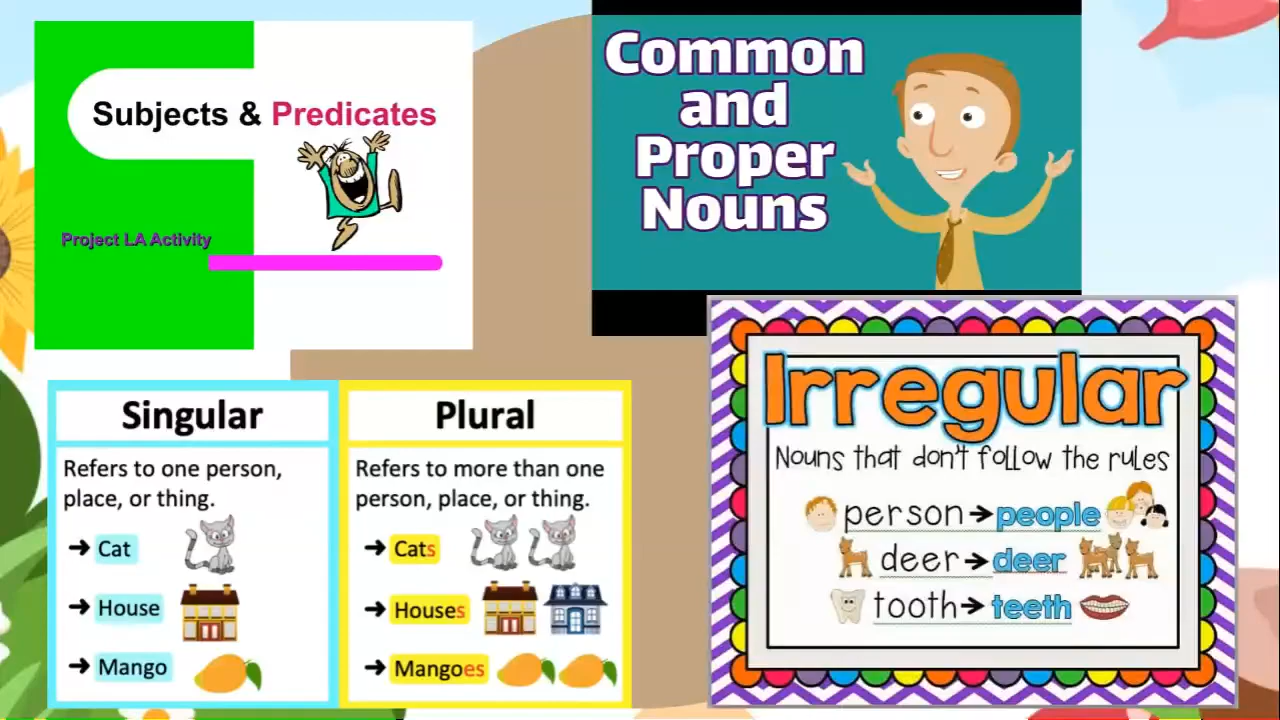 Subjects & Predicates
Project LA Activity
Common
and
Proper
Nouns
Singular
Refers to one person,
place, or thing.
→ Cat
→ House
→ Mango
Plural
Refers to more than one
person, place, or thing.
→ Cats
→ Houses
→ Mangoes
Irregular
Nouns that don't follow the rules
person→people
deer→deer
tooth→teeth